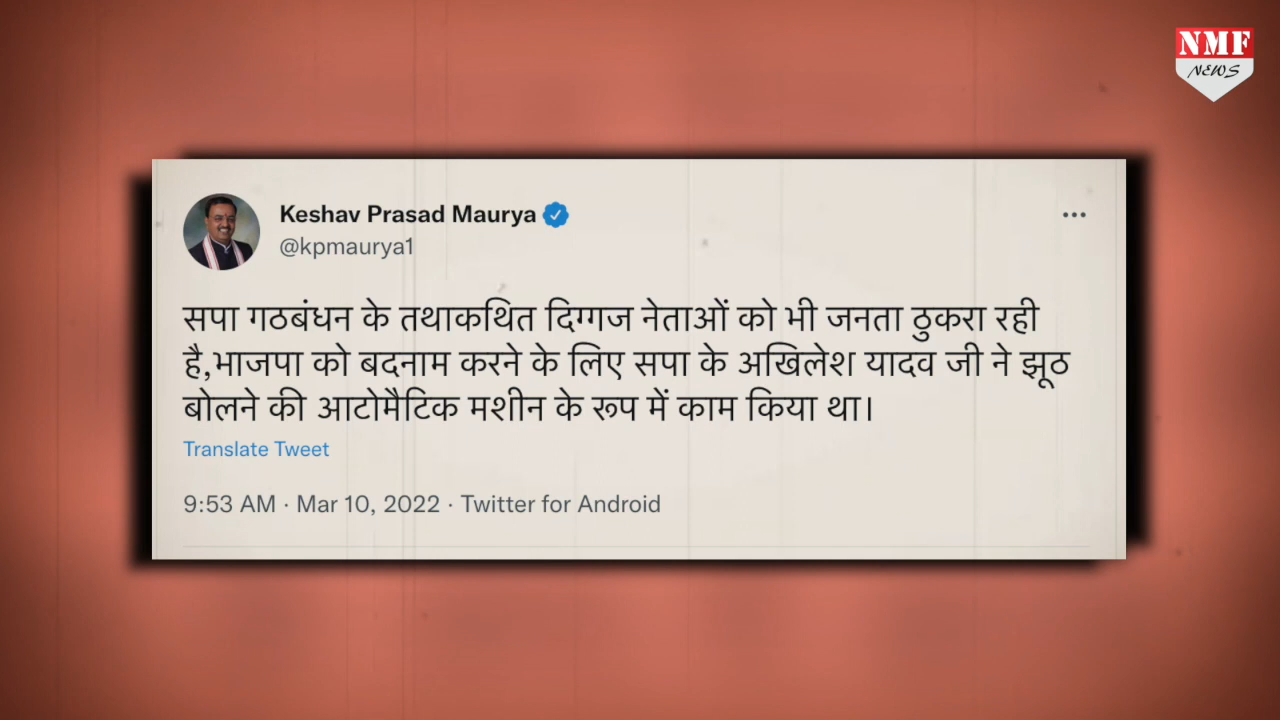 NMF
NEWS
Keshav Prasad Maurya
@kpmaurya1
सपा गठबंधन के तथाकथित दिग्गज नेताओं को भी जनता ठुकरा रही
है,भाजपा को बदनाम करने के लिए सपा के अखिलेश यादव जी ने झूठ
बोलने की आटोमैटिक मशीन के रूप में काम किया था।
Translate Tweet
9:53 AM · Mar 10, 2022 · Twitter for Android